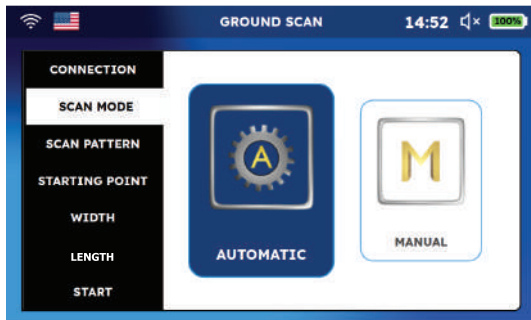 GROUND SCAN 14:52 100%
CONNECTION
SCAN MODE
SCAN PATTERN
STARTING POINT
WIDTH
LENGTH
START
A
AUTOMATIC
M
MANUAL